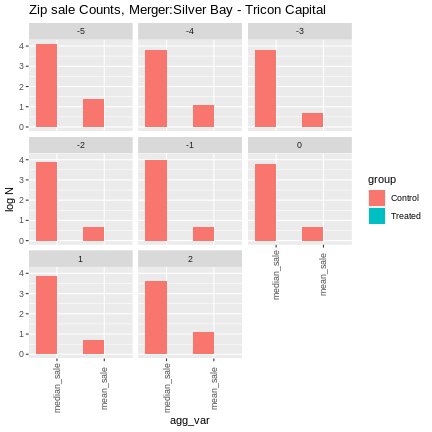 Zip sale Counts, Merger:Silver Bay - Tricon Capital
-5
-4
-3
4
3
2
1
0
-2
-1
0
4
3
2
1
0
1
2
4
3
2
1
0
log N
median_sale
mean_sale
median_sale
mean_sale
median_sale
mean_sale
agg_var
group
Control
Treated